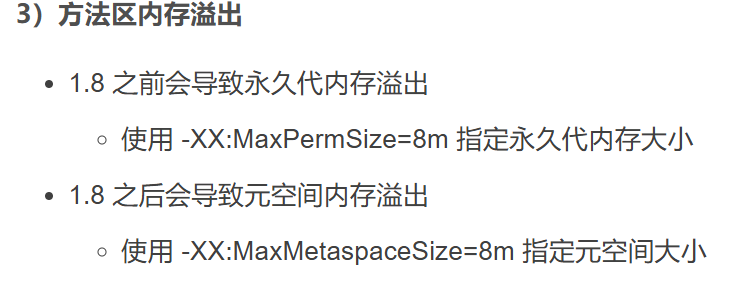 3）方法区内存溢出
1.8 之前会导致永久代内存溢出
使用 -XX:MaxPermSize=8m 指定永久代内存大小
1.8 之后会导致元空间内存溢出
使用 -XX:MaxMetaspaceSize=8m 指定元空间大小